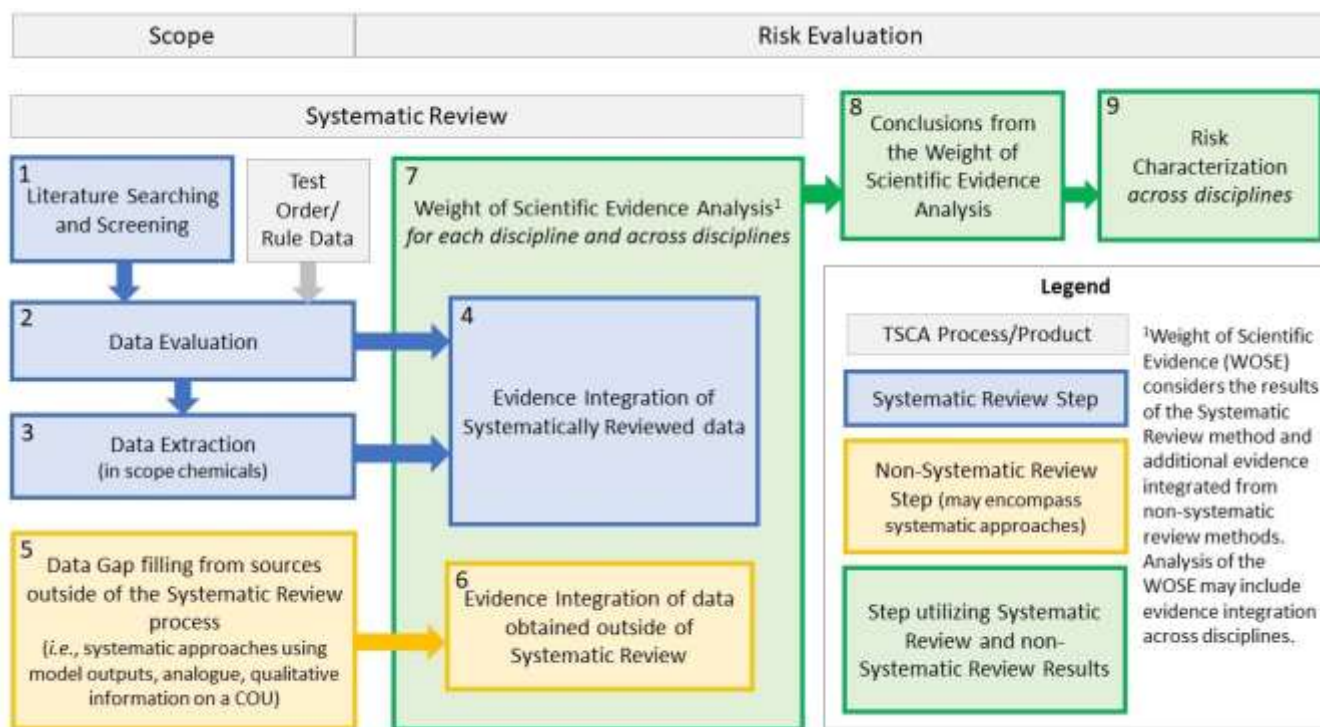 Scope
Risk Evaluation
Systematic Review
1
Literature Searching
and Screening
Test
Order/
Rule Data
2
Data Evaluation
3
Data Extraction
(in scope chemicals)
5
Data Gap filling from sources
outside of the Systematic Review
process
(i.e., systematic approaches using
model outputs, analogue, qualitative
information on a COU)
7
Weight of Scientific Evidence Analysis¹
for each discipline and across disciplines
4
Evidence Integration of
Systematically Reviewed data
6
Evidence Integration of data
obtained outside of
Systematic Review
8
Conclusions from
the Weight of
Scientific Evidence
Analysis
9
Risk
Characterization
across disciplines
Legend
TSCA Process/Product
Systematic Review Step
Non-Systematic Review
Step (may encompass
systematic approaches)
Step utilizing Systematic
Review and non-
Systematic Review Results
¹Weight of Scientific
Evidence (WOSE)
considers the results
of the Systematic
Review method and
additional evidence
integrated from
non-systematic
review methods.
Analysis of the
WOSE may include
evidence integration
across disciplines.